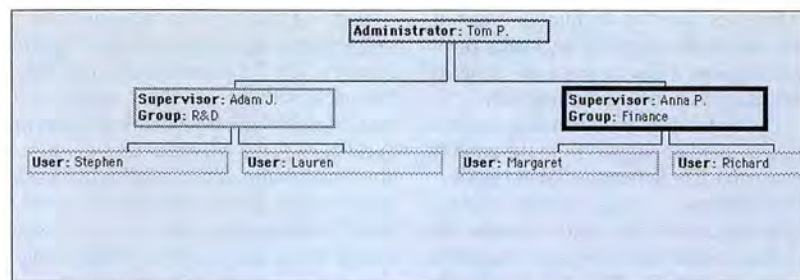 Administrator: Tom P.
Supervisor: Adam J.
Group: R&D
Supervisor: Anna P.
Group: Finance
User: Stephen
User: Lauren
User: Margaret
User: Richard